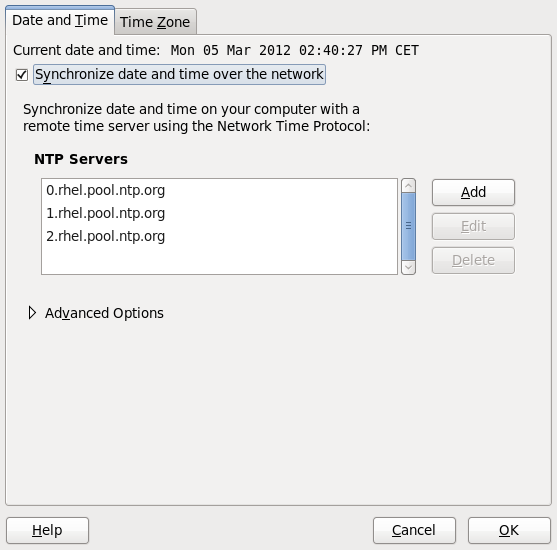 Date and Time
Time Zone
Current date and time: Mon 05 Mar 2012 02:40:27 PM CET
Synchronize date and time over the network
Synchronize date and time on your computer with a
remote time server using the Network Time Protocol:
NTP Servers
0.rhel.pool.ntp.org
1.rhel.pool.ntp.org
2.rhel.pool.ntp.org
Add
Edit
Delete
Advanced Options
Help
Cancel
OK